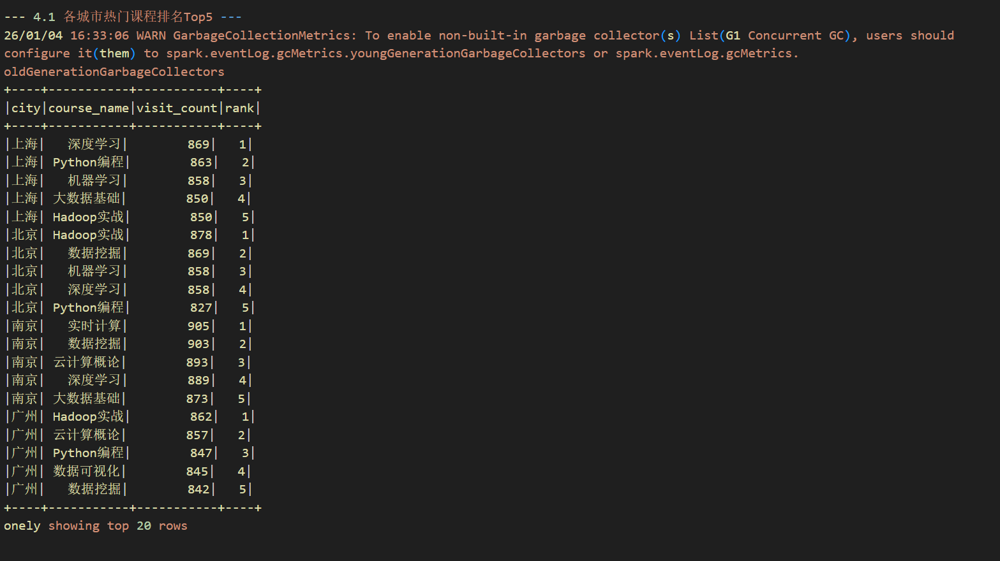 --- 4.1 各城市热门课程排名Top5 ---
26/01/04 16:33:06 WARN GarbageCollectionMetrics: To enable non-built-in garbage collector(s) List(G1 Concurrent GC), users should
configure it(them) to spark.eventLog.gcMetrics.youngGenerationGarbageCollectors or spark.eventLog.gcMetrics.
oldGenerationGarbageCollectors
+----+-----------+-----------+----+
|city|course_name|visit_count|rank|
+----+-----------+-----------+----+
|上海|   深度学习|        869|   1|
|上海| Python编程|        863|   2|
|上海|   机器学习|        858|   3|
|上海| 大数据基础|        850|   4|
|上海| Hadoop实战|        850|   5|
|北京| Hadoop实战|        878|   1|
|北京|   数据挖掘|        869|   2|
|北京|   机器学习|        858|   3|
|北京|   深度学习|        858|   4|
|北京| Python编程|        827|   5|
|南京|   实时计算|        905|   1|
|南京|   数据挖掘|        903|   2|
|南京| 云计算概论|        893|   3|
|南京|   深度学习|        889|   4|
|南京| 大数据基础|        873|   5|
|广州| Hadoop实战|        862|   1|
|广州| 云计算概论|        857|   2|
|广州| Python编程|        847|   3|
|广州| 数据可视化|        845|   4|
|广州|   数据挖掘|        842|   5|
+----+-----------+-----------+----+
onely showing top 20 rows